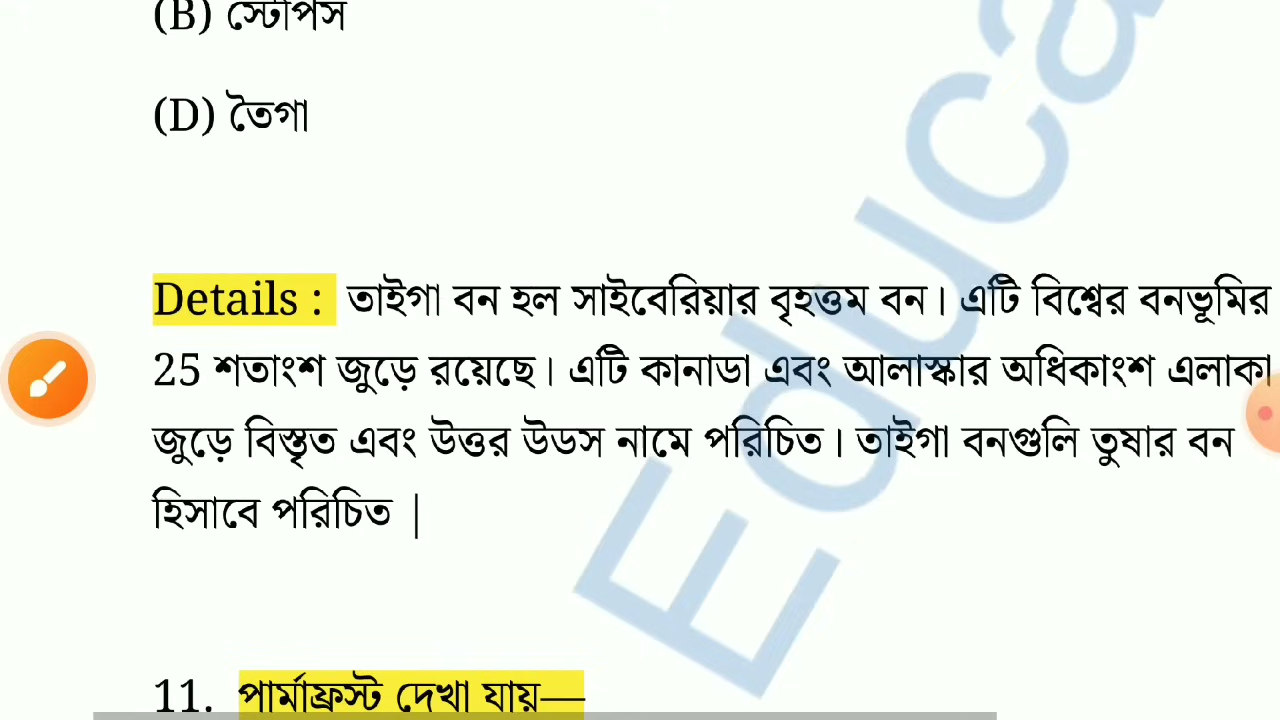 (B) স্টেপিস
(D) তৈগা
Details : তাইগা বন হল সাইবেরিয়ার বৃহত্তম বন। এটি বিশ্বের বনভূমির
25 শতাংশ জুড়ে রয়েছে। এটি কানাডা এবং আলাস্কার অধিকাংশ এলাকা
জুড়ে বিস্তৃত এবং উত্তর উডস নামে পরিচিত। তাইগা বনগুলি তুষার বন
হিসাবে পরিচিত |
11. পার্মাফ্রস্ট দেখা যায়—
Educa